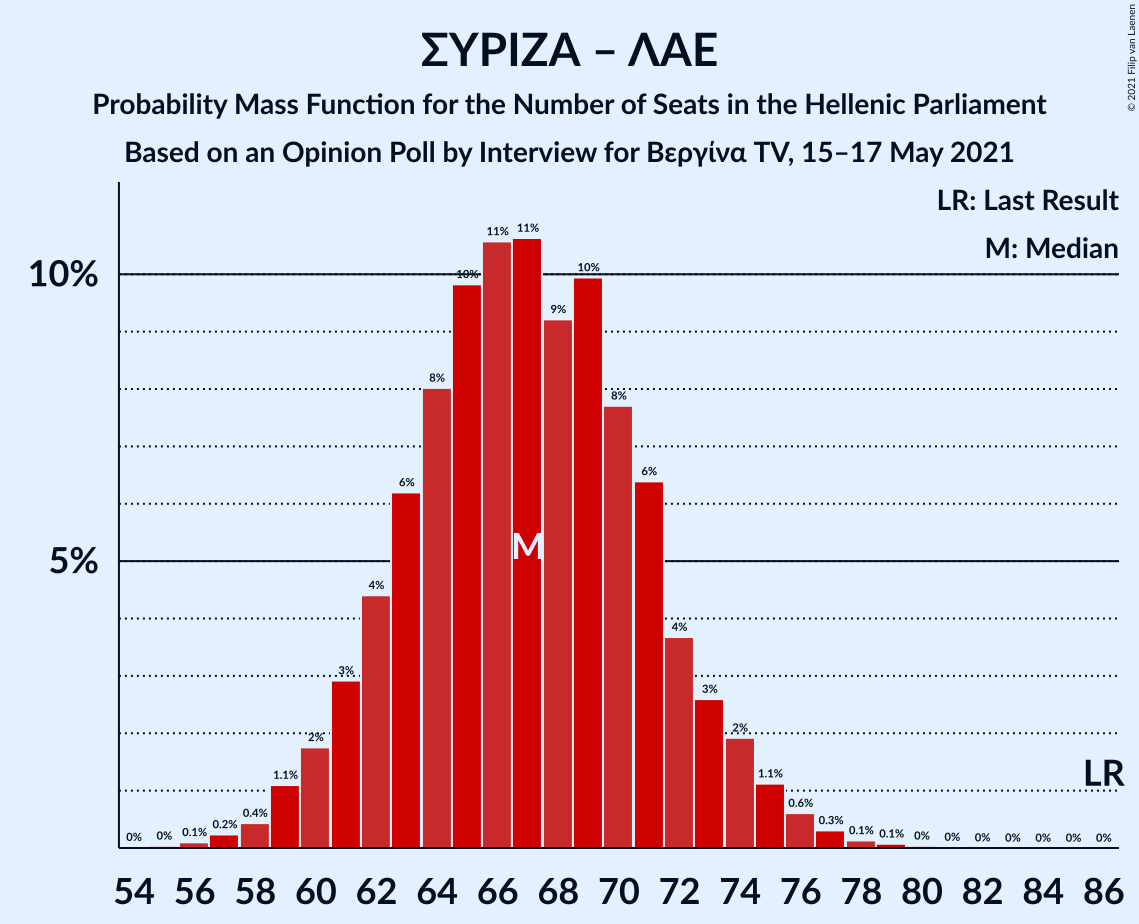 ΣΥΡΙΖΑ – ΛΑΕ
Probability Mass Function for the Number of Seats in the Hellenic Parliament
Based on an Opinion Poll by Interview for Βεργίνα TV, 15–17 May 2021
© 2021 Filip van Laenen
LR: Last Result
M: Median
10%
5%
0% 0% 0.1% 0.2% 0.4% 1.1% 2% 3% 4% 6% 8% 10% 11% 11% 9% 10% 8% 6% 4% 3% 2% 1.1% 0.6% 0.3% 0.1% 0.1% 0% 0% 0% 0% 0% 0% 0%
M
LR
54 56 58 60 62 64 66 68 70 72 74 76 78 80 82 84 86